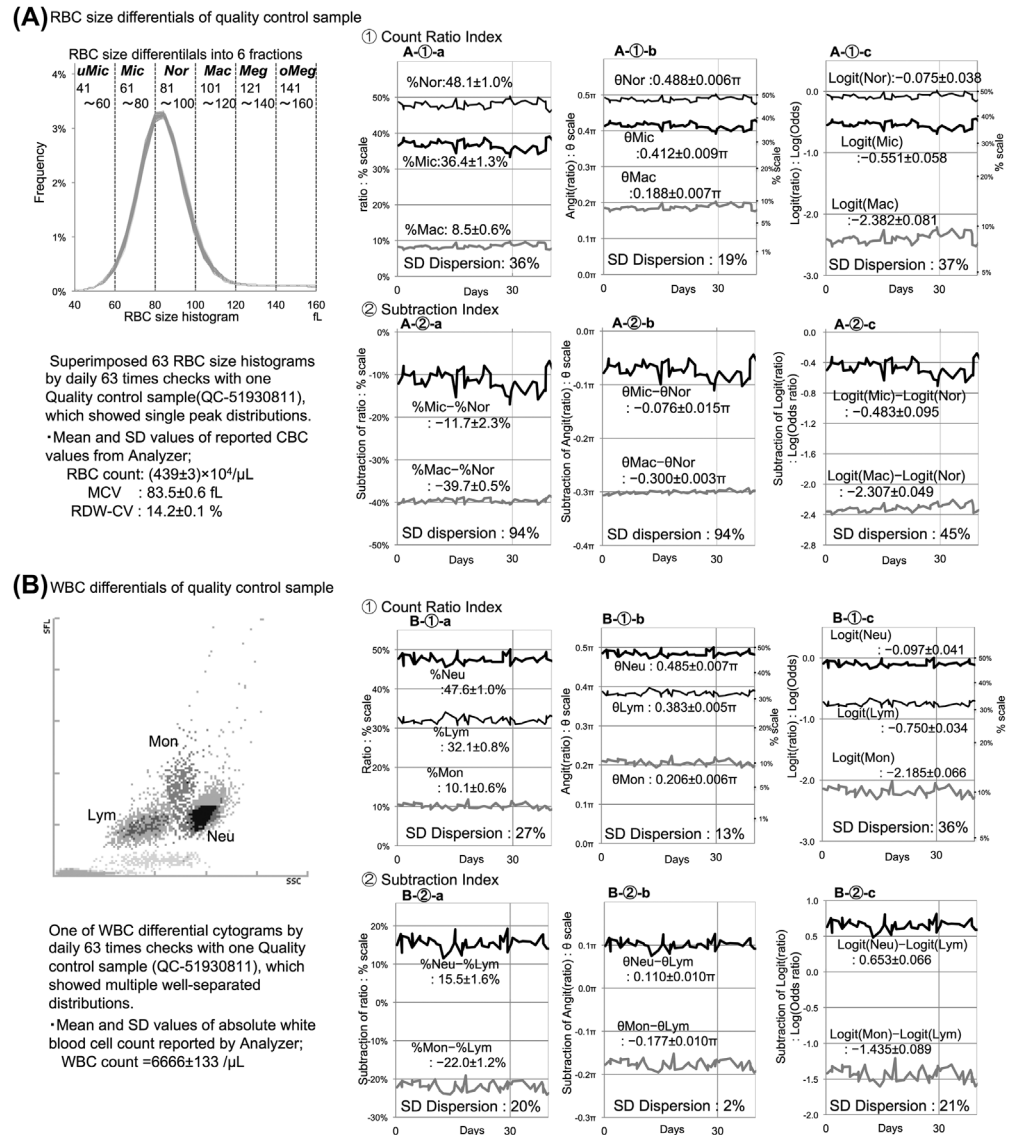 (A) RBC size differentials of quality control sample
RBC size differentilals into 6 fractions
uMic Mic Nor Mac Meg oMeg
41 61 81 101 121 141
～60 ～80 ～100 ～120 ～140 ～160
4%
3%
2%
1%
0%
Frequency
40 60 80 100 120 140 160
RBC size histogram fL
Superimposed 63 RBC size histograms
by daily 63 times checks with one
Quality control sample(QC-51930811),
which showed single peak distributions.
・Mean and SD values of reported CBC
values from Analyzer;
RBC count: (439±3)×10⁴/μL
MCV : 83.5±0.6 fL
RDW-CV : 14.2±0.1 %
① Count Ratio Index
A-①-a
%Nor:48.1±1.0%
%Mic:36.4±1.3%
%Mac: 8.5±0.6%
SD Dispersion: 36%
50%
40%
30%
20%
10%
0%
ratio : % scale
0 Days 30
A-①-b
θNor :0.488±0.006π
θMic
:0.412±0.009π
θMac
:0.188±0.007π
SD Dispersion : 19%
0.5π
0.4π
0.3π
0.2π
0.1π
0.0π
Angit(ratio) : θ scale
50%
40%
30%
20%
10%
5%
1%
% scale
0 Days 30
A-①-c
Logit(Nor):−0.075±0.038
Logit(Mic)
:−0.551±0.058
Logit(Mac)
:−2.382±0.081
SD Dispersion : 37%
0.0
-1.0
-2.0
-3.0
Logit(ratio) : Log(Odds)
50%
40%
30%
20%
10%
5%
% scale
0 Days 30
② Subtraction Index
A-②-a
%Mic−%Nor
: −11.7±2.3%
%Mac−%Nor
: −39.7±0.5%
SD dispersion : 94%
0%
-10%
-20%
-30%
-40%
-50%
Subtraction of ratio : % scale
0 Days 30
A-②-b
θMic−θNor
: −0.076±0.015π
θMac−θNor
: −0.300±0.003π
SD dispersion : 94%
0.0π
-0.1π
-0.2π
-0.3π
-0.4π
Subtraction of Angit(ratio) : θ scale
0 Days 30
A-②-c
Logit(Mic)−Logit(Nor)
: −0.483±0.095
Logit(Mac)−Logit(Nor)
: −2.307±0.049
SD Dispersion : 45%
0.0
-0.4
-0.8
-1.2
-1.6
-2.0
-2.4
-2.8
Subtraction of Logit(ratio)
: Log(Odds ratio)
0 Days 30
(B) WBC differentials of quality control sample
SFL
Mon
Lym
Neu
SSC
One of WBC differential cytograms by
daily 63 times checks with one Quality
control sample (QC-51930811), which
showed multiple well-separated
distributions.
・Mean and SD values of absolute white
blood cell count reported by Analyzer;
WBC count =6666±133 /μL
① Count Ratio Index
B-①-a
%Neu
:47.6±1.0%
%Lym
: 32.1±0.8%
%Mon
: 10.1±0.6%
SD Dispersion : 27%
50%
40%
30%
20%
10%
0%
Ratio : % scale
0 Days 30
B-①-b
θNeu : 0.485±0.007π
θLym : 0.383±0.005π
θMon : 0.206±0.006π
SD Dispersion : 13%
0.5π
0.4π
0.3π
0.2π
0.1π
0.0π
Angit(ratio) : θ scale
50%
40%
30%
20%
10%
5%
1%
% scale
0 Days 30
B-①-c
Logit(Neu)
: −0.097±0.041
Logit(Lym)
: −0.750±0.034
Logit(Mon)
: −2.185±0.066
SD Dispersion: 36%
0.0
-1.0
-2.0
-3.0
Logit(ratio) : Log(Odds)
50%
40%
30%
20%
10%
5%
% scale
0 Days 30
② Subtraction Index
B-②-a
%Neu−%Lym
: 15.5±1.6%
%Mon−%Lym
: −22.0±1.2%
SD Dispersion : 20%
20%
10%
0%
-10%
-20%
-30%
Subtraction of ratio : % scale
0 Days 30
B-②-b
θNeu−θLym
: 0.110±0.010π
θMon−θLym
: −0.177±0.010π
SD Dispersion : 2%
0.1π
0.0π
-0.1π
-0.2π
-0.3π
Subtraction of Angit(ratio) : θ scale
0 Days 30
B-②-c
Logit(Neu)−Logit(Lym)
: 0.653±0.066
Logit(Mon)−Logit(Lym)
: −1.435±0.089
SD Dispersion : 21%
1.0
0.5
0.0
-0.5
-1.0
-1.5
-2.0
Subtraction of Logit(ratio)
: Log(Odds ratio)
0 Days 30